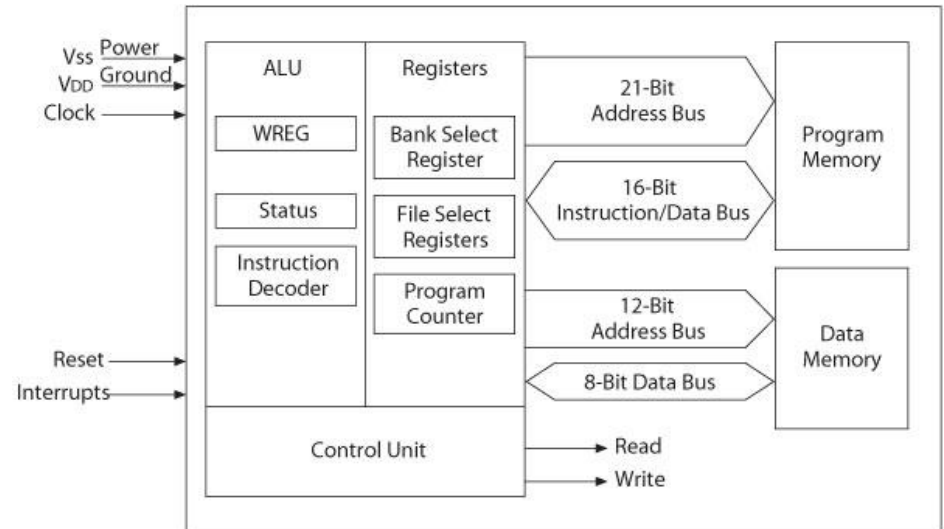 Vss Power
VDD Ground
Clock
Reset
Interrupts
ALU
WREG
Status
Instruction
Decoder
Registers
Bank Select
Register
File Select
Registers
Program
Counter
Control Unit
21-Bit
Address Bus
16-Bit
Instruction/Data Bus
12-Bit
Address Bus
8-Bit Data Bus
Read
Write
Program
Memory
Data
Memory